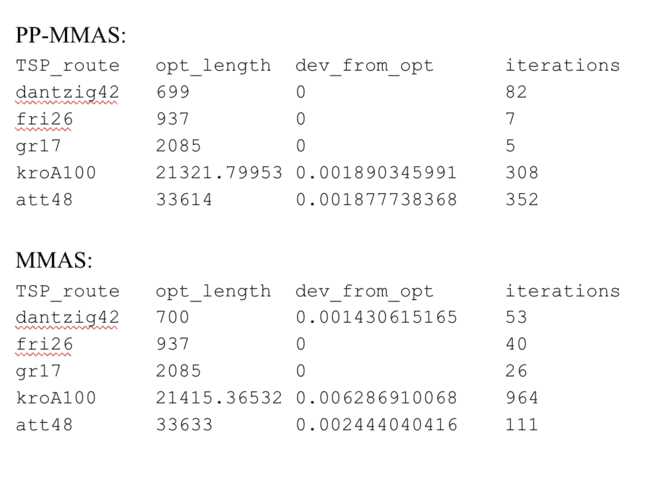 PP-MMAS:
TSP_route opt_length dev_from_opt iterations
dantzig42 699 0 82
fri26 937 0 7
gr17 2085 0 5
kroA100 21321.79953 0.001890345991 308
att48 33614 0.001877738368 352
MMAS:
TSP_route opt_length dev_from_opt iterations
dantzig42 700 0.001430615165 53
fri26 937 0 40
gr17 2085 0 26
kroA100 21415.36532 0.006286910068 964
att48 33633 0.002444040416 111